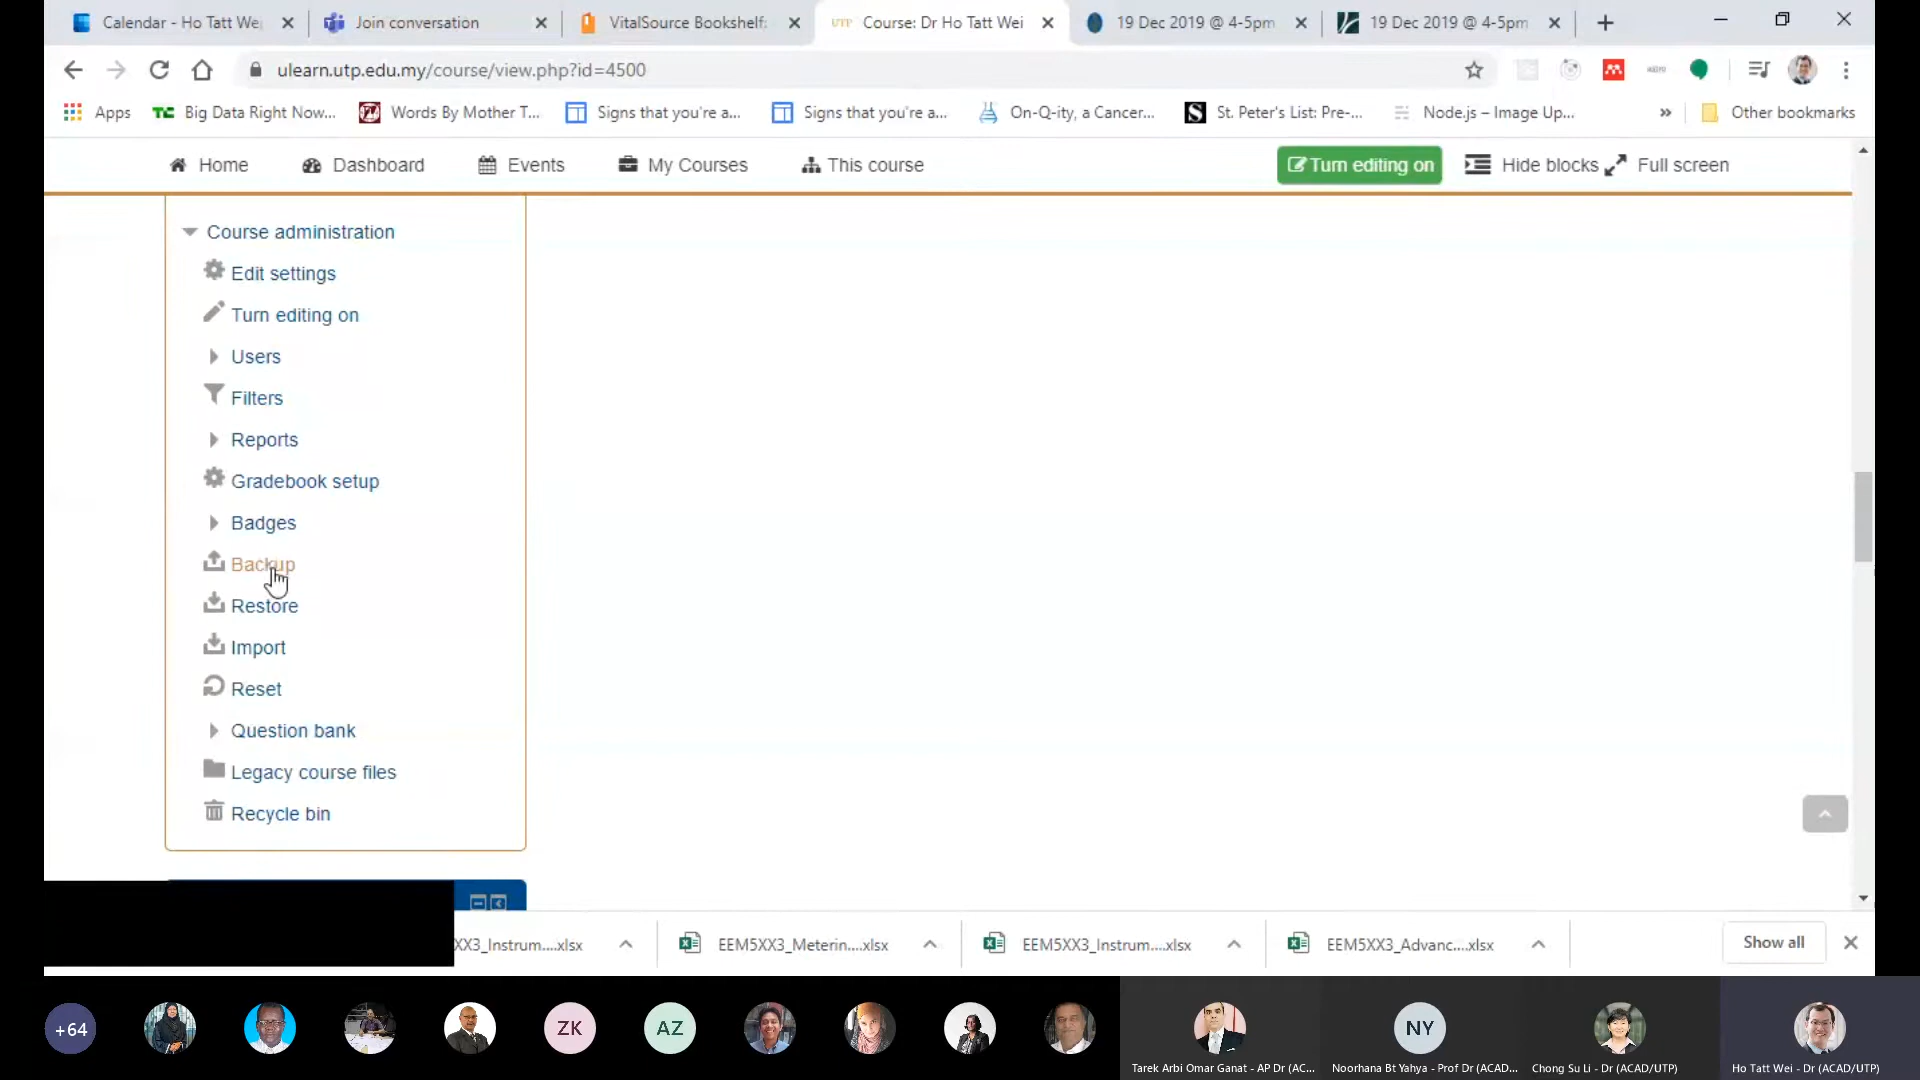 Calendar - Ho Tatt We
Join conversation
VitalSource Bookshelf:
UTP Course: Dr Ho Tatt Wei
19 Dec 2019 @ 4-5pm
19 Dec 2019 @ 4-5pm
ulearn.utp.edu.my/course/view.php?id=4500
Apps
Big Data Right Now...
Words By Mother T...
Signs that you're a...
Signs that you're a...
On-Q-ity, a Cancer...
St. Peter's List: Pre-...
Node.js – Image Up...
»
Other bookmarks
Home
Dashboard
Events
My Courses
This course
Turn editing on
Hide blocks
Full screen
Course administration
Edit settings
Turn editing on
Users
Filters
Reports
Gradebook setup
Badges
Backup
Restore
Import
Reset
Question bank
Legacy course files
Recycle bin
XX3_Instrum....xlsx
EEM5XX3_Meterin....xlsx
EEM5XX3_Instrum....xlsx
EEM5XX3_Advanc....xlsx
Show all
+64
ZK
AZ
NY
Tarek Arbi Omar Ganat - AP Dr (AC...
Noorhana Bt Yahya - Prof Dr (ACAD...
Chong Su Li - Dr (ACAD/UTP)
Ho Tatt Wei - Dr (ACAD/UTP)